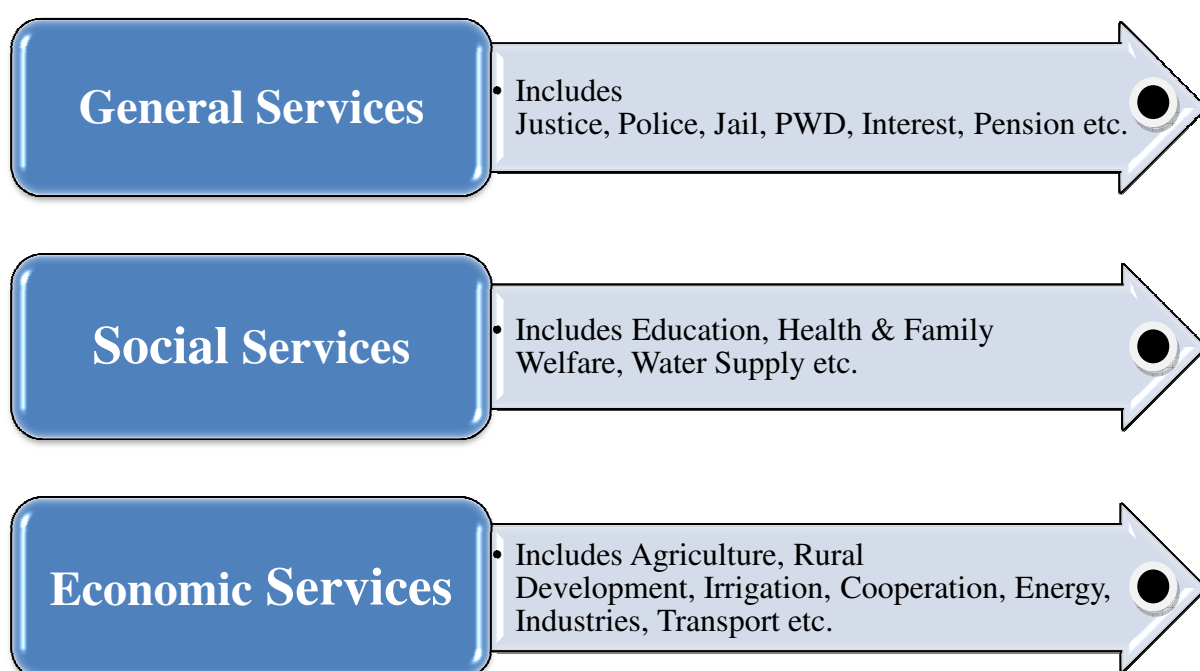 General Services
• Includes
Justice, Police, Jail, PWD, Interest, Pension etc.
Social Services
• Includes Education, Health & Family
Welfare, Water Supply etc.
Economic Services
• Includes Agriculture, Rural
Development, Irrigation, Cooperation, Energy,
Industries, Transport etc.